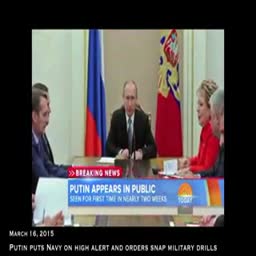 BREAKING NEWS
PUTIN APPEARS IN PUBLIC
SEEN FOR FIRST TIME IN NEARLY TWO WEEKS
TODAY
MARCH 16, 2015
PUTIN PUTS NAVY ON HIGH ALERT AND ORDERS SNAP MILITARY DRILLS